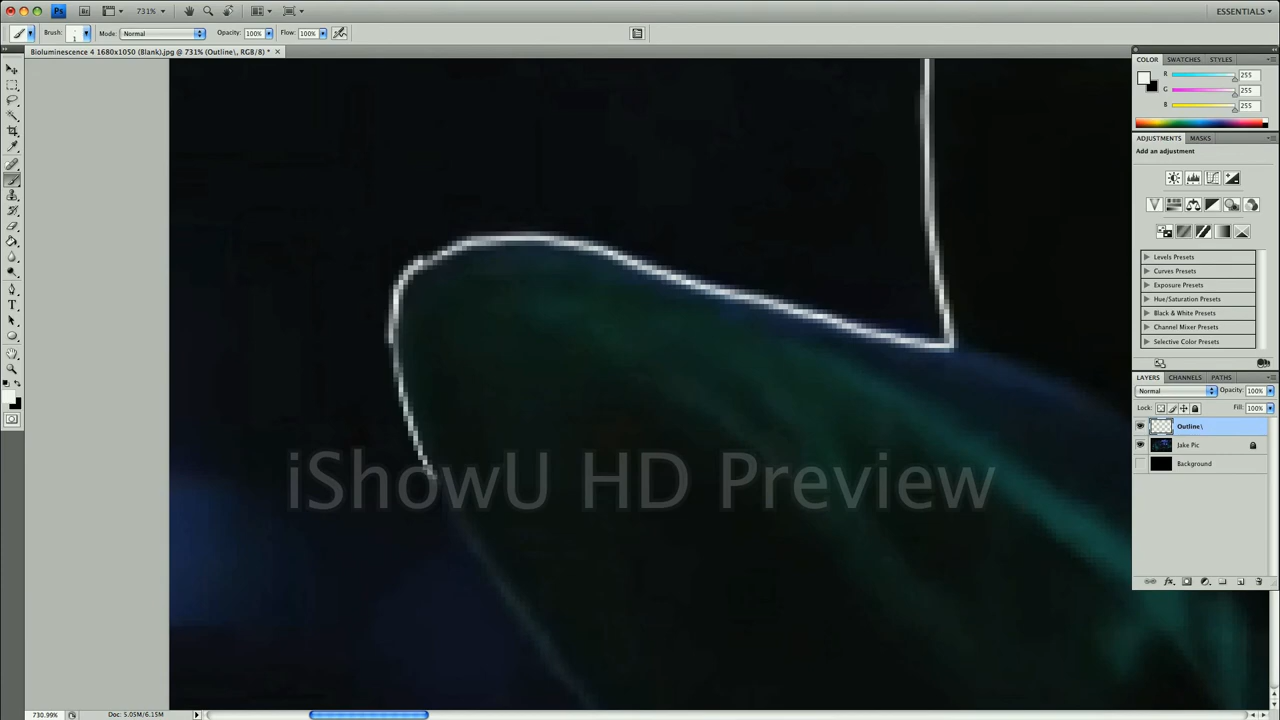 Ps Br 731% ESSENTIALS
Brush: 1 Mode: Normal Opacity: 100% Flow: 100%
Bioluminescence 4 1680x1050 (Blank).jpg @ 731% (Outline\, RGB/8) *
COLOR SWATCHES STYLES
R 255
G 255
B 255
ADJUSTMENTS MASKS
Add an adjustment
Levels Presets
Curves Presets
Exposure Presets
Hue/Saturation Presets
Black & White Presets
Channel Mixer Presets
Selective Color Presets
LAYERS CHANNELS PATHS
Normal Opacity: 100%
Lock: Fill: 100%
Outline\
Jake Pic
Background
iShowU HD Preview
730.99% Doc: 5.05M/6.15M